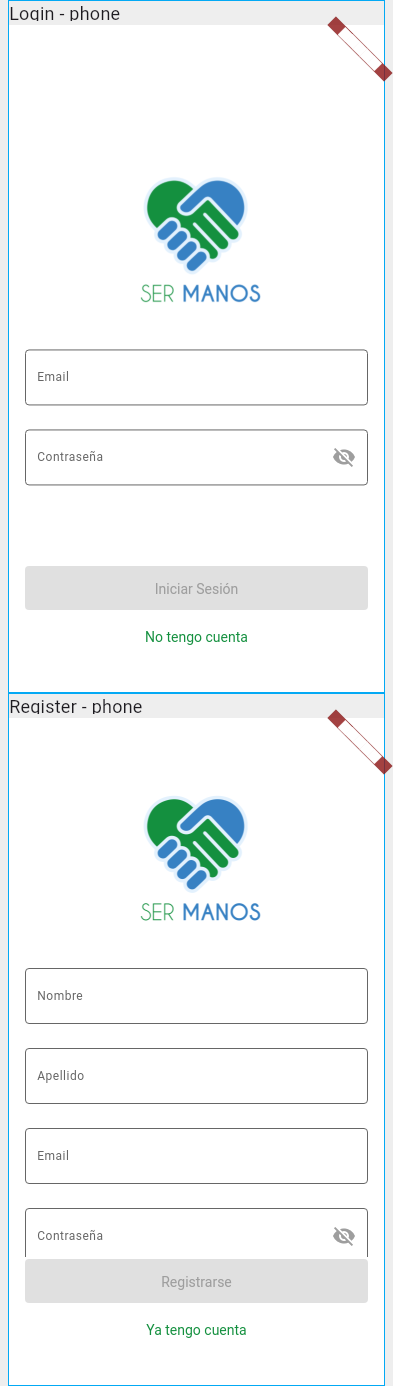 Login - phone
SER MANOS
Email
Contraseña
Iniciar Sesión
No tengo cuenta
Register - phone
SER MANOS
Nombre
Apellido
Email
Contraseña
Registrarse
Ya tengo cuenta